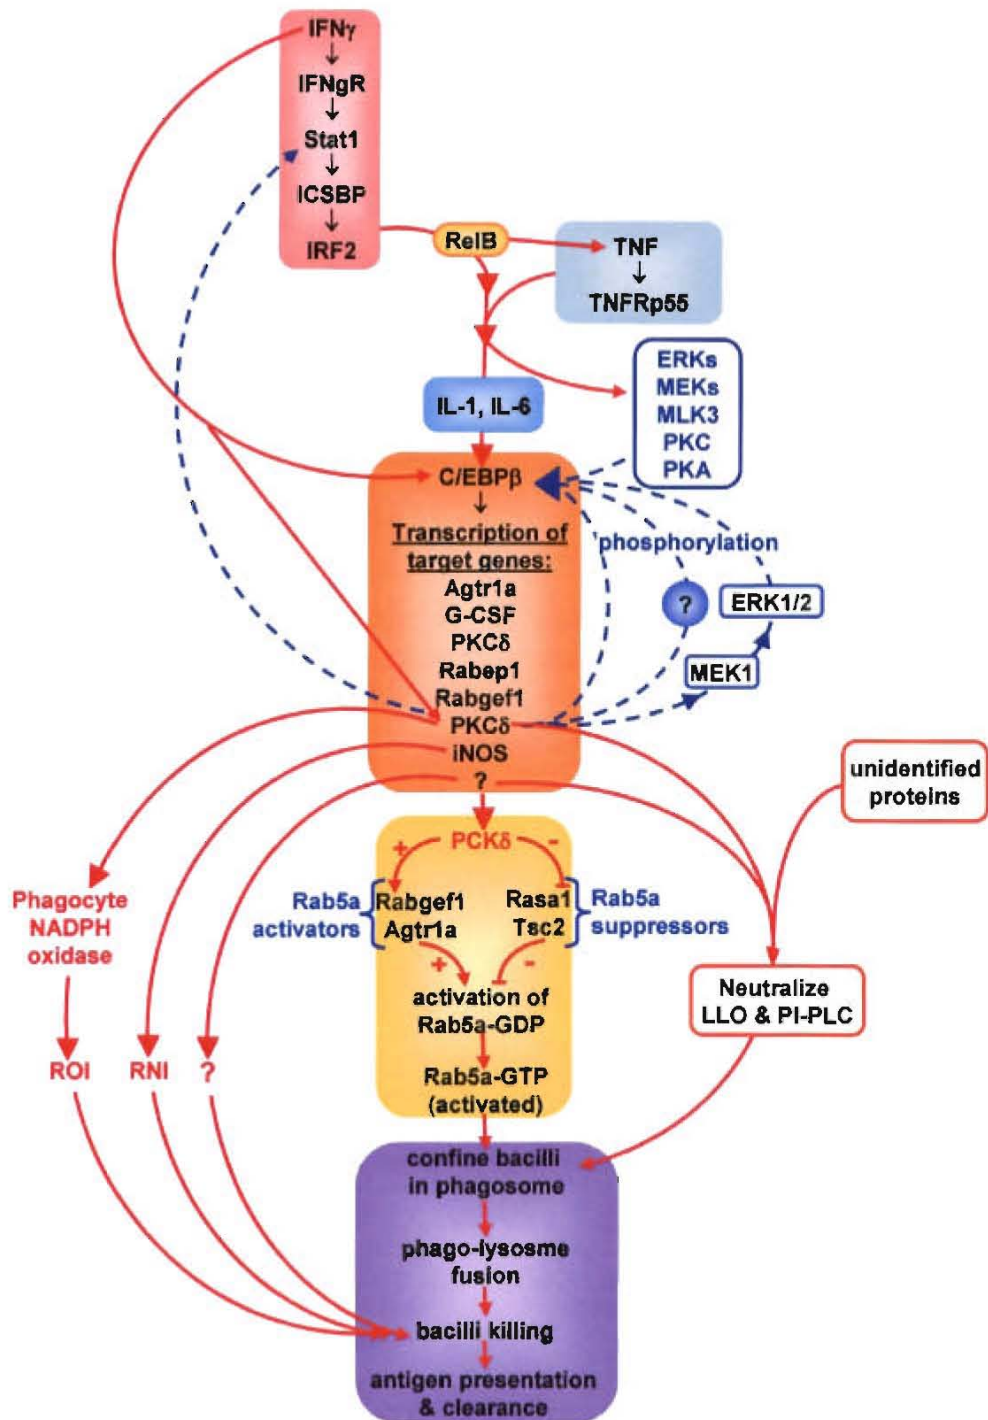 IFNγ
↓
IFNgR
↓
Stat1
↓
ICSBP
↓
IRF2
RelB
TNF
↓
TNFRp55
ERKs
MEKs
MLK3
PKC
PKA
IL-1, IL-6
C/EBPβ
↓
Transcription of
target genes:
Agtr1a
G-CSF
PKCδ
Rabep1
Rabgef1
PKCδ
iNOS
?
phosphorylation
?
ERK1/2
MEK1
unidentified
proteins
PCKδ
+
-
Rab5a
activators
Rabgef1
Agtr1a
Rasa1
Tsc2
Rab5a
suppressors
+
-
activation of
Rab5a-GDP
Rab5a-GTP
(activated)
Phagocyte
NADPH
oxidase
ROI
RNI
?
Neutralize
LLO & PI-PLC
confine bacilli
in phagosome
phago-lysosme
fusion
bacilli killing
antigen presentation
& clearance